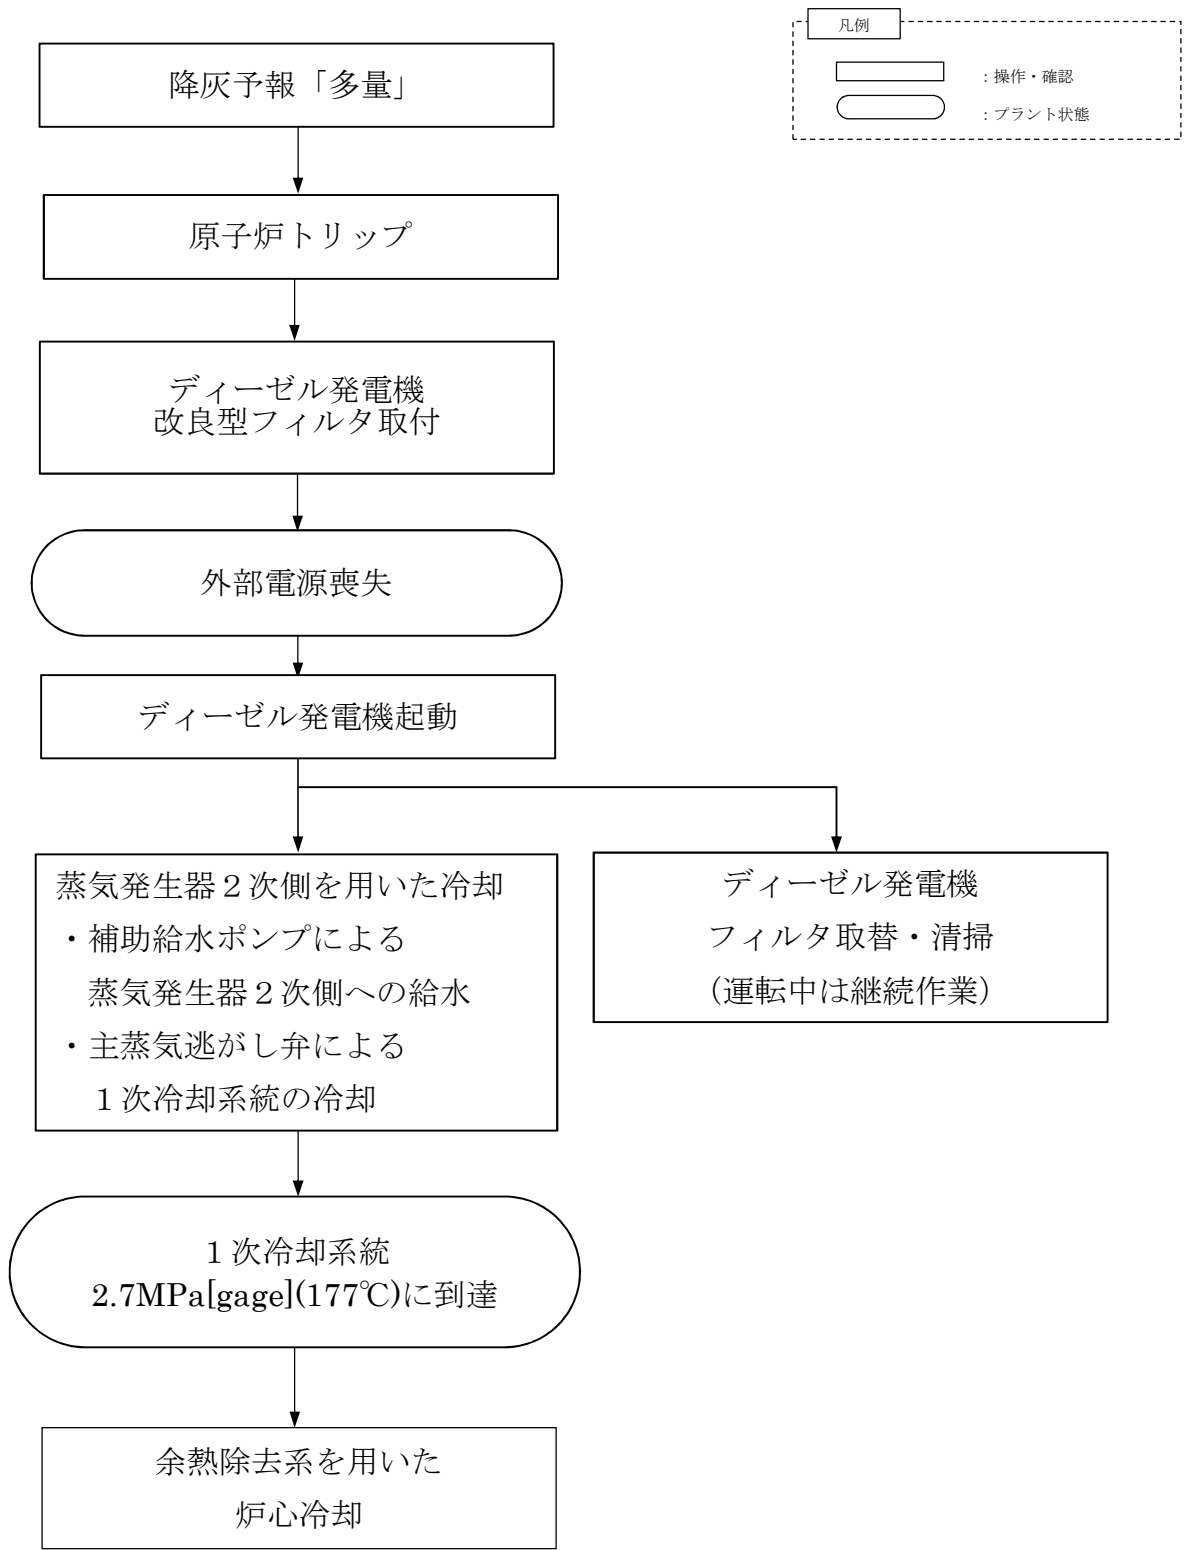 凡例
：操作・確認
：プラント状態
降灰予報「多量」
原子炉トリップ
ディーゼル発電機
改良型フィルタ取付
外部電源喪失
ディーゼル発電機起動
蒸気発生器２次側を用いた冷却
・補助給水ポンプによる
蒸気発生器２次側への給水
・主蒸気逃がし弁による
１次冷却系統の冷却
ディーゼル発電機
フィルタ取替・清掃
（運転中は継続作業）
１次冷却系統
2.7MPa[gage](177℃)に到達
余熱除去系を用いた
炉心冷却